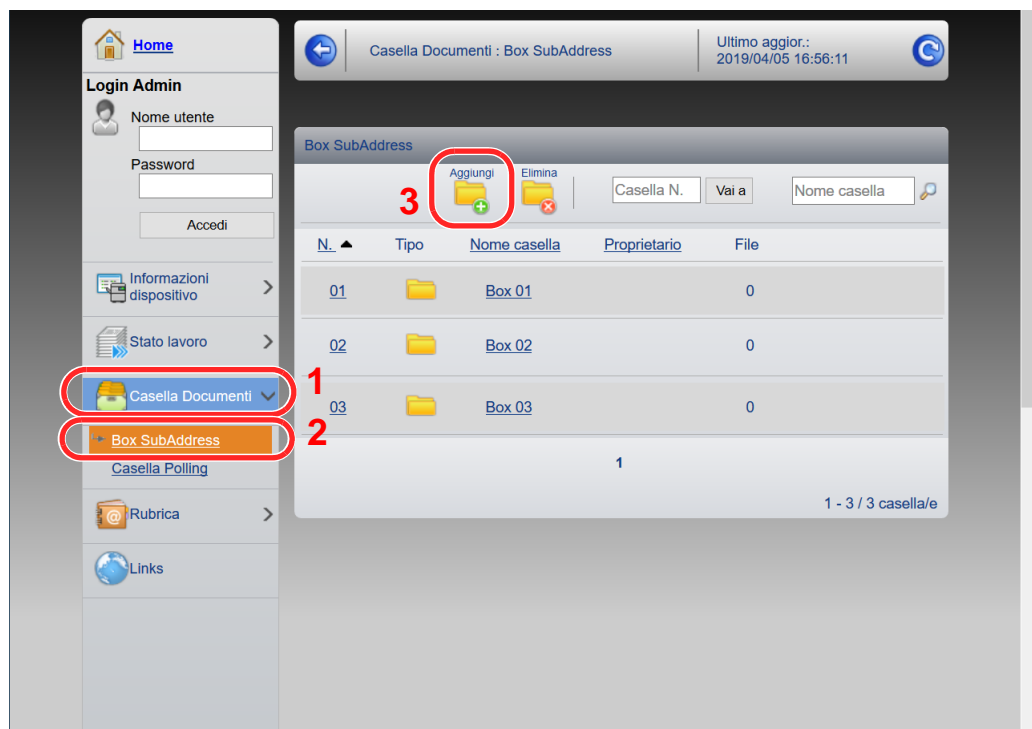 Home
Login Admin
Nome utente
Password
Accedi
Informazioni
dispositivo
Stato lavoro
Casella Documenti
1
Box SubAddress
2
Casella Polling
Rubrica
Links
Casella Documenti : Box SubAddress
Ultimo aggior.:
2019/04/05 16:56:11
Box SubAddress
3
Aggiungi
Elimina
Casella N.
Vai a
Nome casella
N. ▲ Tipo Nome casella Proprietario File
01 Box 01 0
02 Box 02 0
03 Box 03 0
1
1 - 3 / 3 casella/e